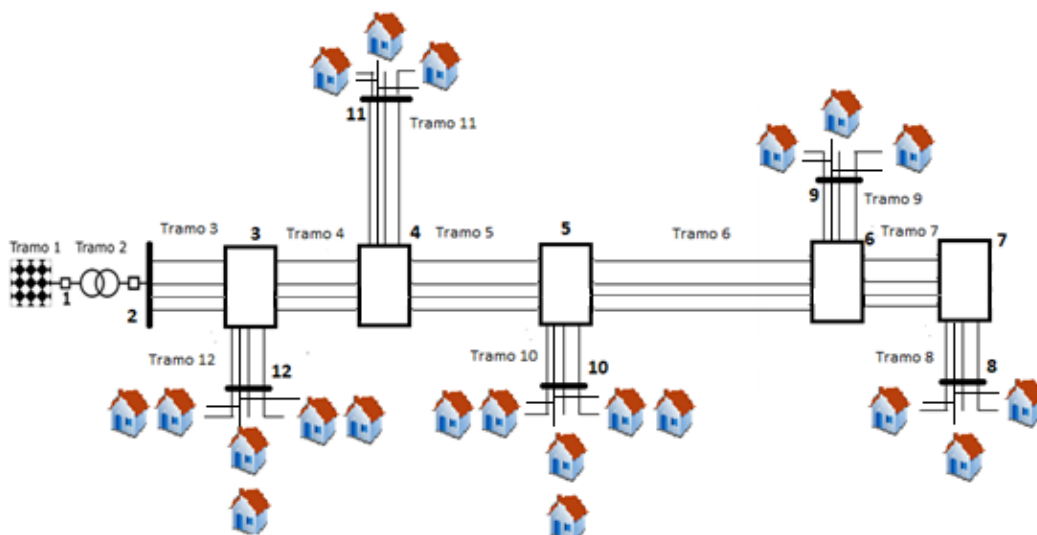 11
Tramo 11
9
Tramo 9
Tramo 1
Tramo 2
Tramo 3
3
Tramo 4
4
Tramo 5
5
Tramo 6
6
Tramo 7
7
1
2
Tramo 12
12
Tramo 10
10
Tramo 8
8